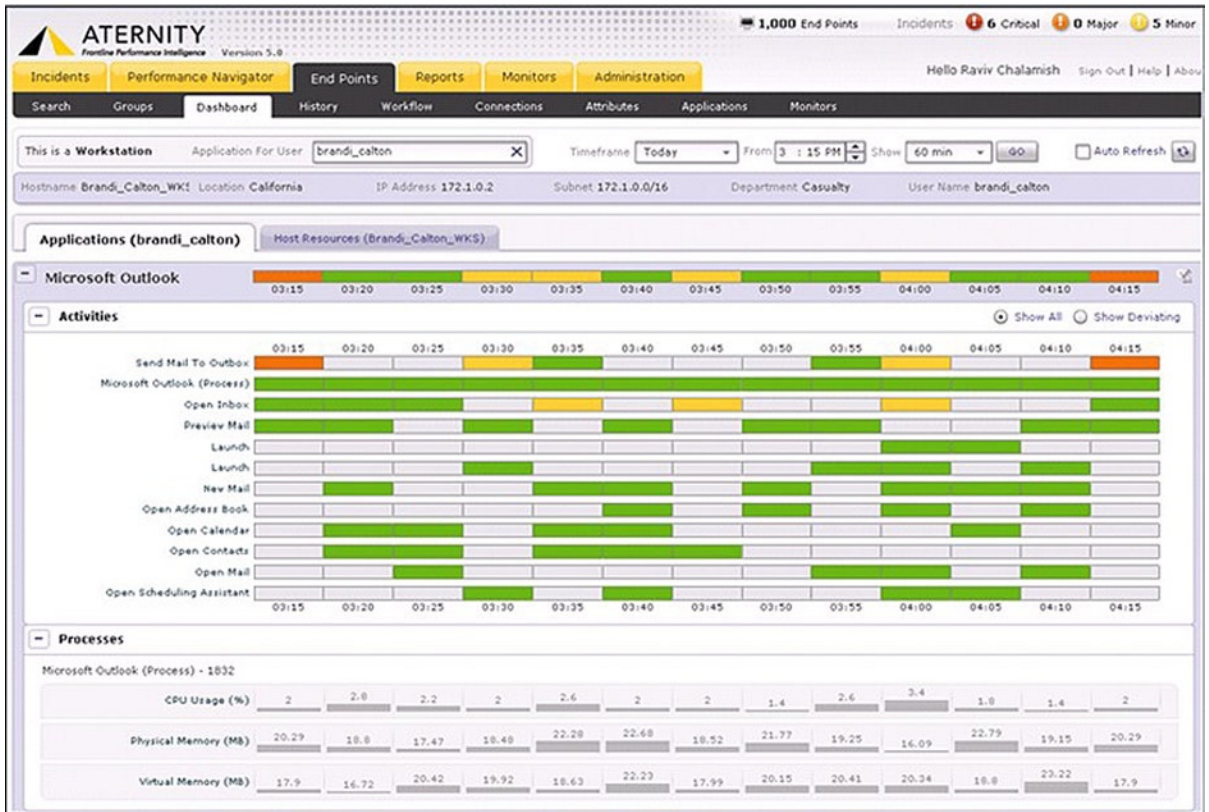 ATERNITY
Frontline Performance Intelligence Version 5.0
1,000 End Points Incidents 6 Critical 0 Major 5 Minor
Hello Raviv Chalamish Sign Out | Help | Abou
Incidents Performance Navigator End Points Reports Monitors Administration
Search Groups Dashboard History Workflow Connections Attributes Applications Monitors
This is a Workstation Application For User brandi_calton Timeframe Today From 3 : 15 PM Show 60 min GO Auto Refresh
Hostname Brandi_Calton_WKS Location California IP Address 172.1.0.2 Subnet 172.1.0.0/16 Department Casualty User Name brandi_calton
Applications (brandi_calton) Host Resources (Brandi_Calton_WKS)
Microsoft Outlook
03:15 03:20 03:25 03:30 03:35 03:40 03:45 03:50 03:55 04:00 04:05 04:10 04:15
Activities Show All Show Deviating
03:15 03:20 03:25 03:30 03:35 03:40 03:45 03:50 03:55 04:00 04:05 04:10 04:15
Send Mail To Outbox
Microsoft Outlook (Process)
Open Inbox
Preview Mail
Launch
Launch
New Mail
Open Address Book
Open Calendar
Open Contacts
Open Mail
Open Scheduling Assistant
03:15 03:20 03:25 03:30 03:35 03:40 03:45 03:50 03:55 04:00 04:05 04:10 04:15
Processes
Microsoft Outlook (Process) - 1832
CPU Usage (%) 2 2.8 2.2 2 2.6 2 2 1.4 2.6 3.4 1.8 1.4 2
Physical Memory (MB) 20.29 18.8 17.47 18.48 22.28 22.68 18.52 21.77 19.25 16.09 22.79 19.15 20.29
Virtual Memory (MB) 17.9 16.72 20.42 19.92 18.63 22.23 17.99 20.15 20.41 20.34 18.8 23.22 17.9